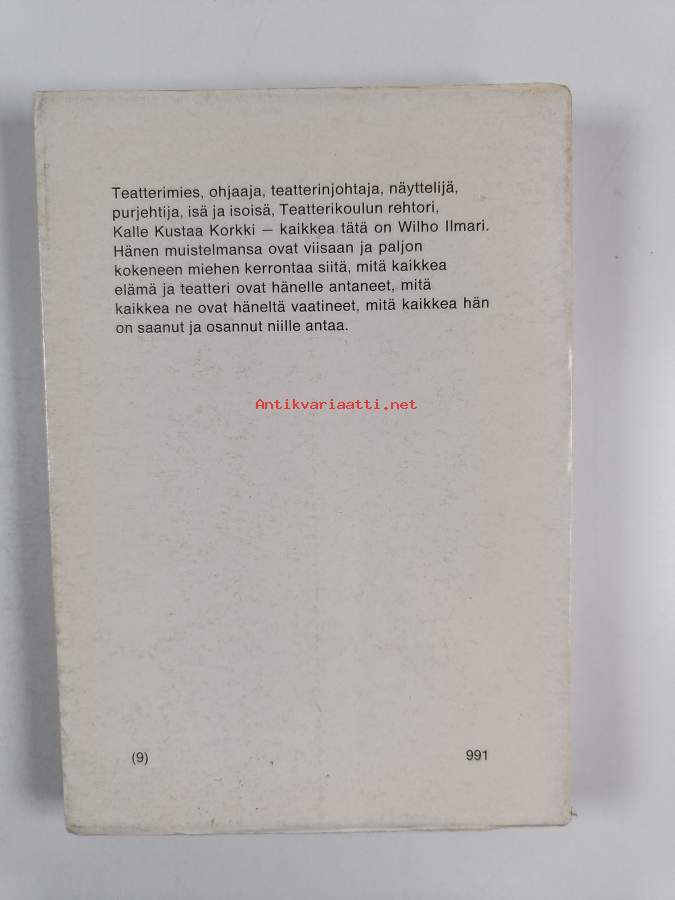 Teatterimies, ohjaaja, teatterinjohtaja, näyttelijä,
purjehtija, isä ja isoisä, Teatterikoulun rehtori,
Kalle Kustaa Korkki — kaikkea tätä on Wilho Ilmari.
Hänen muistelmansa ovat viisaan ja paljon
kokeneen miehen kerrontaa siitä, mitä kaikkea
elämä ja teatteri ovat hänelle antaneet, mitä
kaikkea ne ovat häneltä vaatineet, mitä kaikkea hän
on saanut ja osannut niille antaa.
Antikvariaatti.net
(9) 991